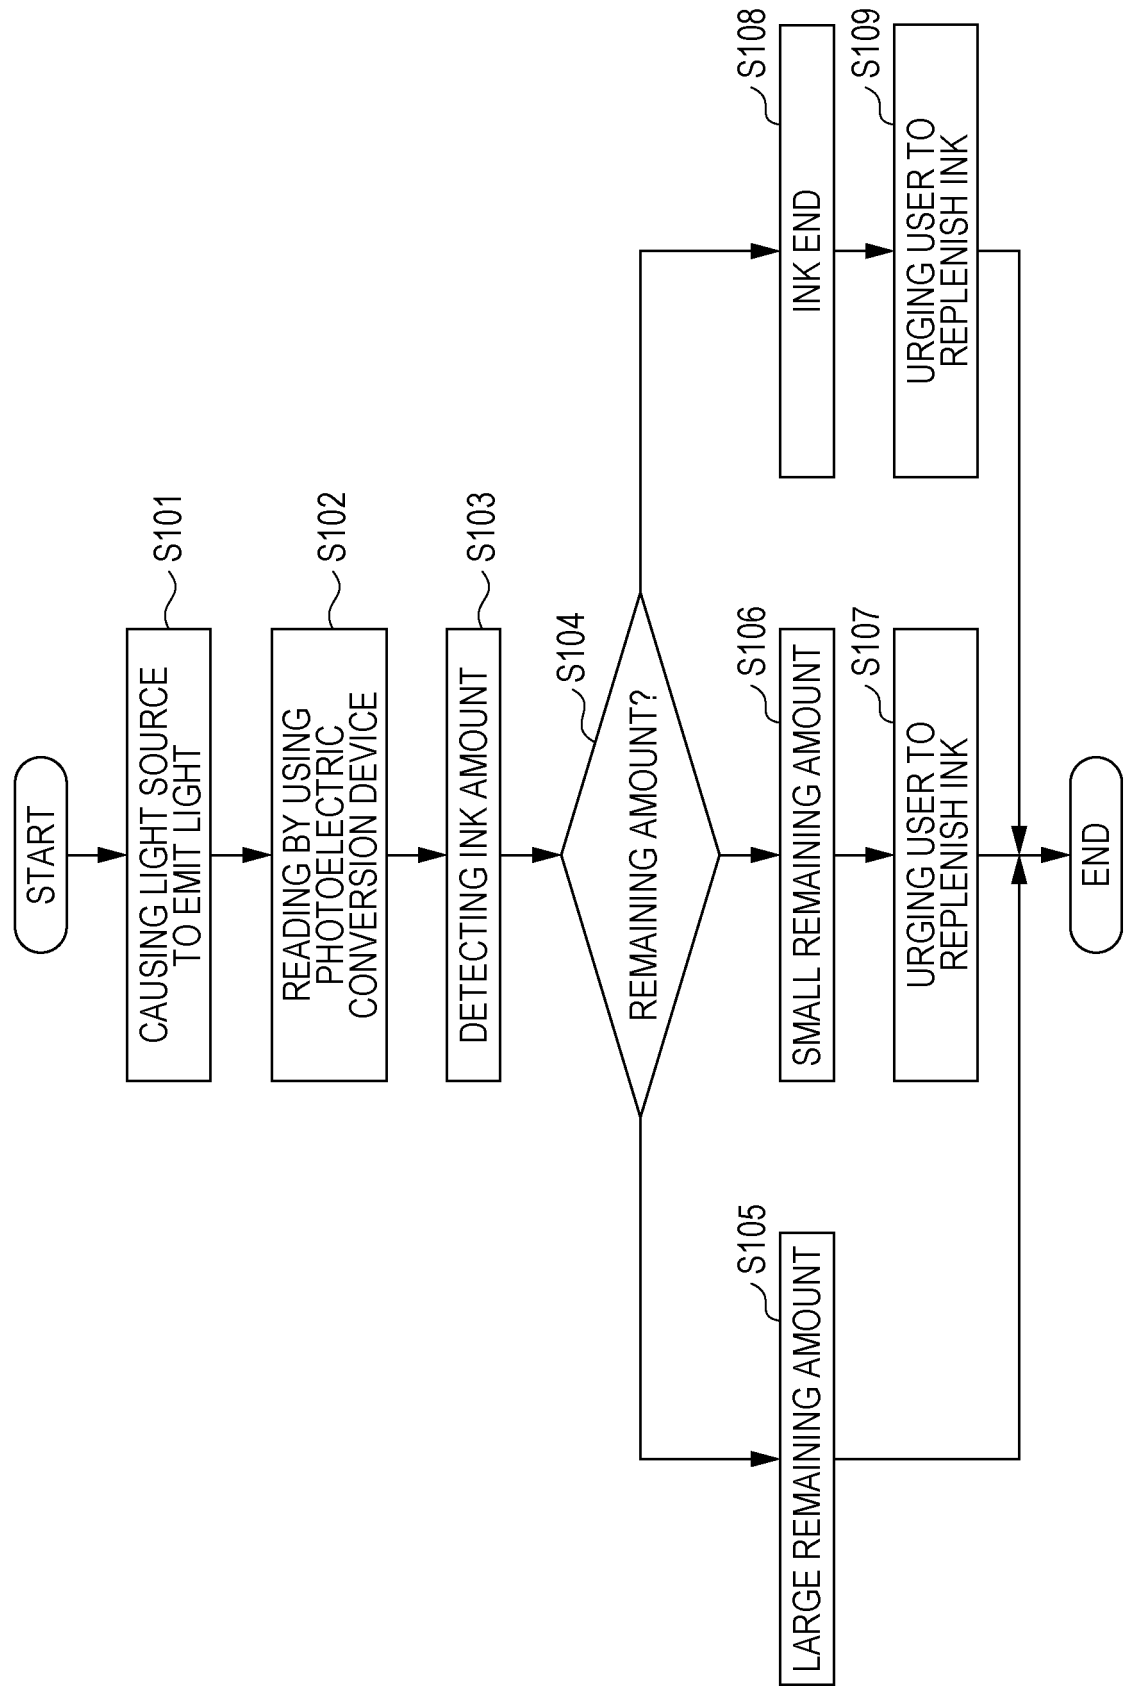 START
CAUSING LIGHT SOURCE
TO EMIT LIGHT
S101
READING BY USING
PHOTOELECTRIC
CONVERSION DEVICE
S102
DETECTING INK AMOUNT
S103
REMAINING AMOUNT?
S104
LARGE REMAINING AMOUNT
S105
SMALL REMAINING AMOUNT
S106
URGING USER TO
REPLENISH INK
S107
INK END
S108
URGING USER TO
REPLENISH INK
S109
END